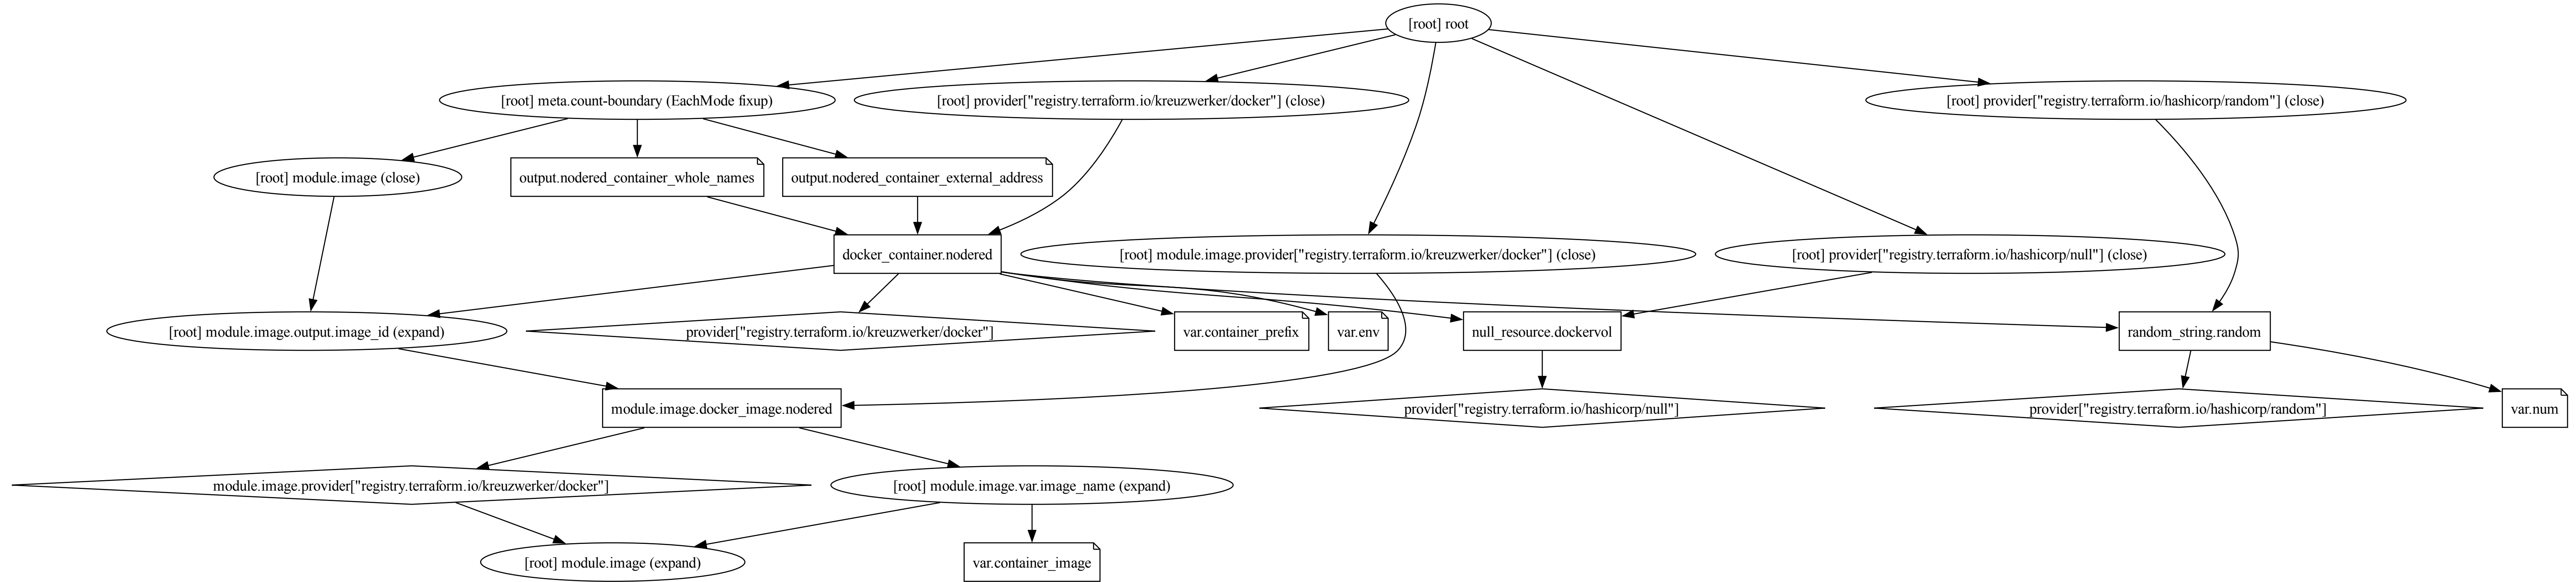 [root] root
[root] meta.count-boundary (EachMode fixup)
[root] provider["registry.terraform.io/kreuzwerker/docker"] (close)
[root] provider["registry.terraform.io/hashicorp/random"] (close)
[root] module.image (close)
output.nodered_container_whole_names
output.nodered_container_external_address
docker_container.nodered
[root] module.image.provider["registry.terraform.io/kreuzwerker/docker"] (close)
[root] provider["registry.terraform.io/hashicorp/null"] (close)
[root] module.image.output.image_id (expand)
provider["registry.terraform.io/kreuzwerker/docker"]
var.container_prefix
var.env
null_resource.dockervol
random_string.random
module.image.docker_image.nodered
provider["registry.terraform.io/hashicorp/null"]
provider["registry.terraform.io/hashicorp/random"]
var.num
module.image.provider["registry.terraform.io/kreuzwerker/docker"]
[root] module.image.var.image_name (expand)
[root] module.image (expand)
var.container_image